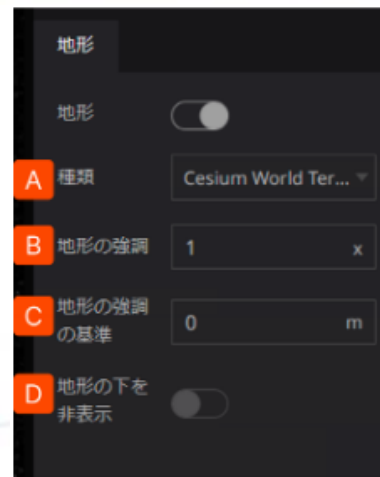 地形
地形
A 種類 Cesium World Ter...
B 地形の強調 1 x
C 地形の強調
の基準 0 m
D 地形の下を
非表示